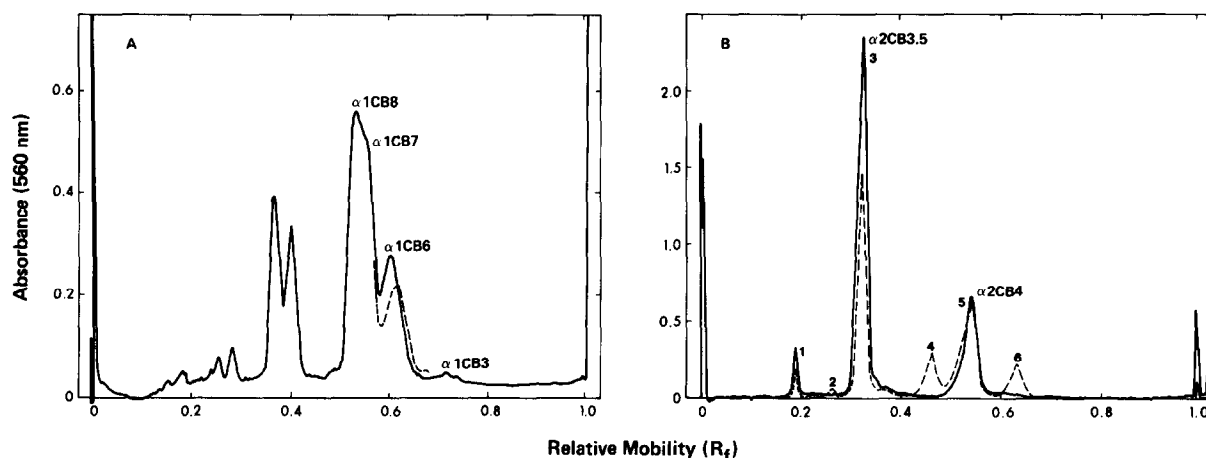 A
B
Absorbance (560 nm)
0.6
0.4
0.2
0
α1CB8
α1CB7
α1CB6
α1CB3
0 0.2 0.4 0.6 0.8 1.0
2.0
1.5
1.0
0.5
0
α2CB3.5
3
1
2
4
5
α2CB4
6
0 0.2 0.4 0.6 0.8 1.0
Relative Mobility (Rf)